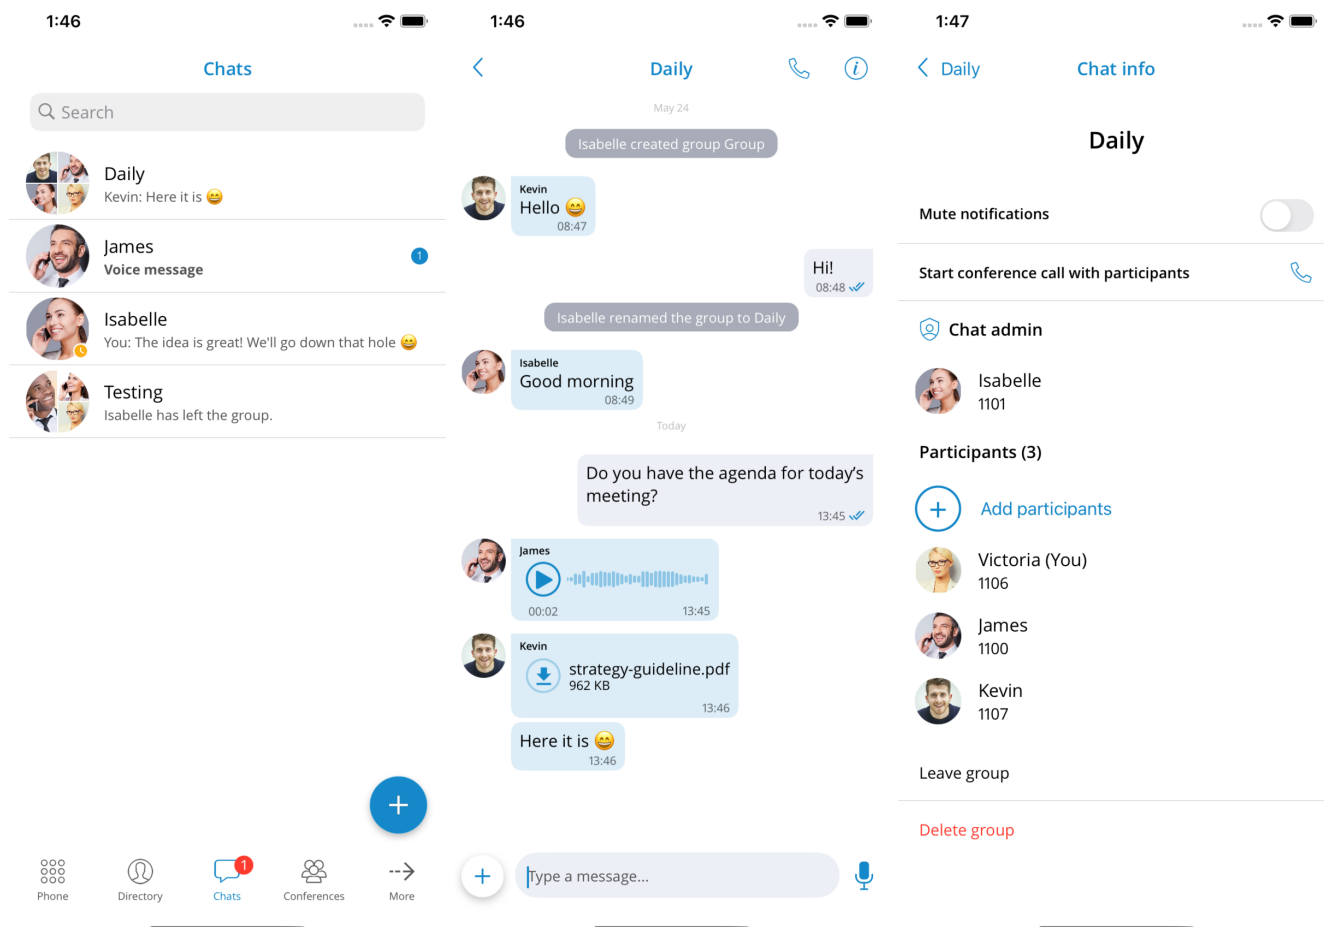 1:46
Chats
Search
Daily
Kevin: Here it is 😄
James
Voice message
1
Isabelle
You: The idea is great! We'll go down that hole 😄
Testing
Isabelle has left the group.
Phone
Directory
1
Chats
Conferences
More
1:46
Daily
May 24
Isabelle created group Group
Kevin
Hello 😄
08:47
Hi!
08:48
Isabelle renamed the group to Daily
Isabelle
Good morning
08:49
Today
Do you have the agenda for today's
meeting?
13:45
James
00:02
13:45
Kevin
strategy-guideline.pdf
962 KB
13:46
Here it is 😄
13:46
Type a message...
1:47
Daily
Chat info
Daily
Mute notifications
Start conference call with participants
Chat admin
Isabelle
1101
Participants (3)
Add participants
Victoria (You)
1106
James
1100
Kevin
1107
Leave group
Delete group